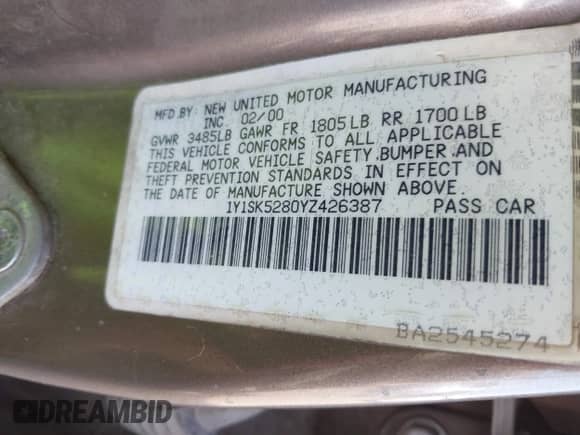 MFD.BY: NEW UNITED MOTOR MANUFACTURING
INC. 02/00
GVWR 3485LB GAWR FR 1805LB RR 1700LB
THIS VEHICLE CONFORMS TO ALL APPLICABLE
FEDERAL MOTOR VEHICLE SAFETY,BUMPER,AND
THEFT PREVENTION STANDARDS IN EFFECT ON
THE DATE OF MANUFACTURE SHOWN ABOVE.
1Y1SK5280YZ426387 PASS CAR
BA2545274
DREAMBID